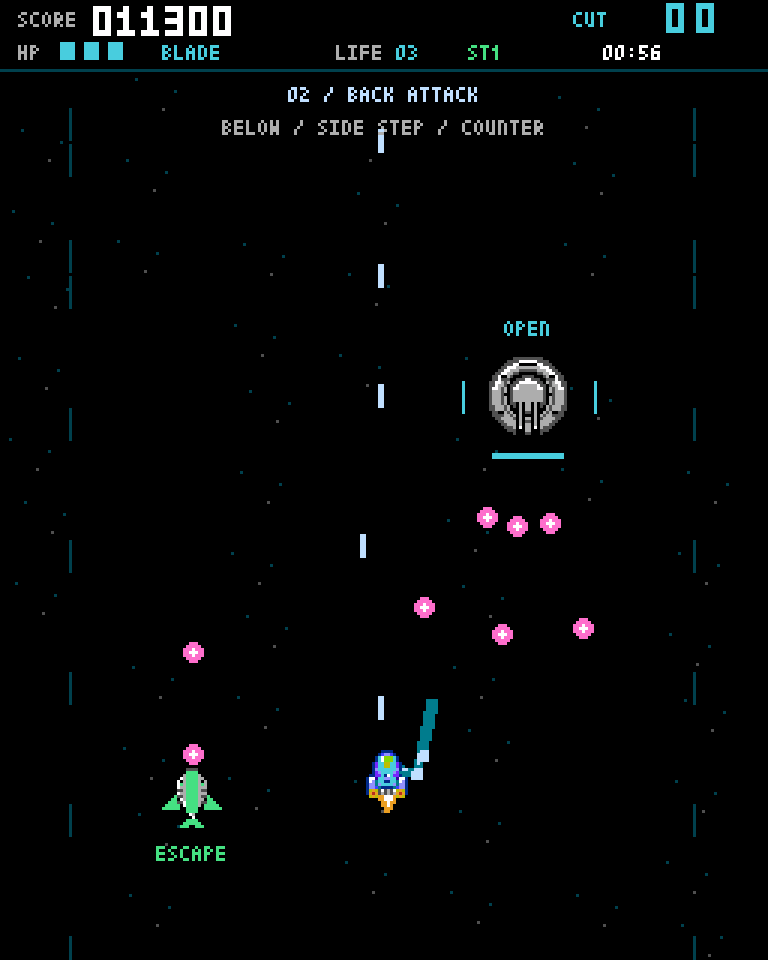 SCORE 011300 CUT 00
HP BLADE LIFE 03 ST1 00:56
02 / BACK ATTACK
BELOW / SIDE STEP / COUNTER
OPEN
ESCAPE